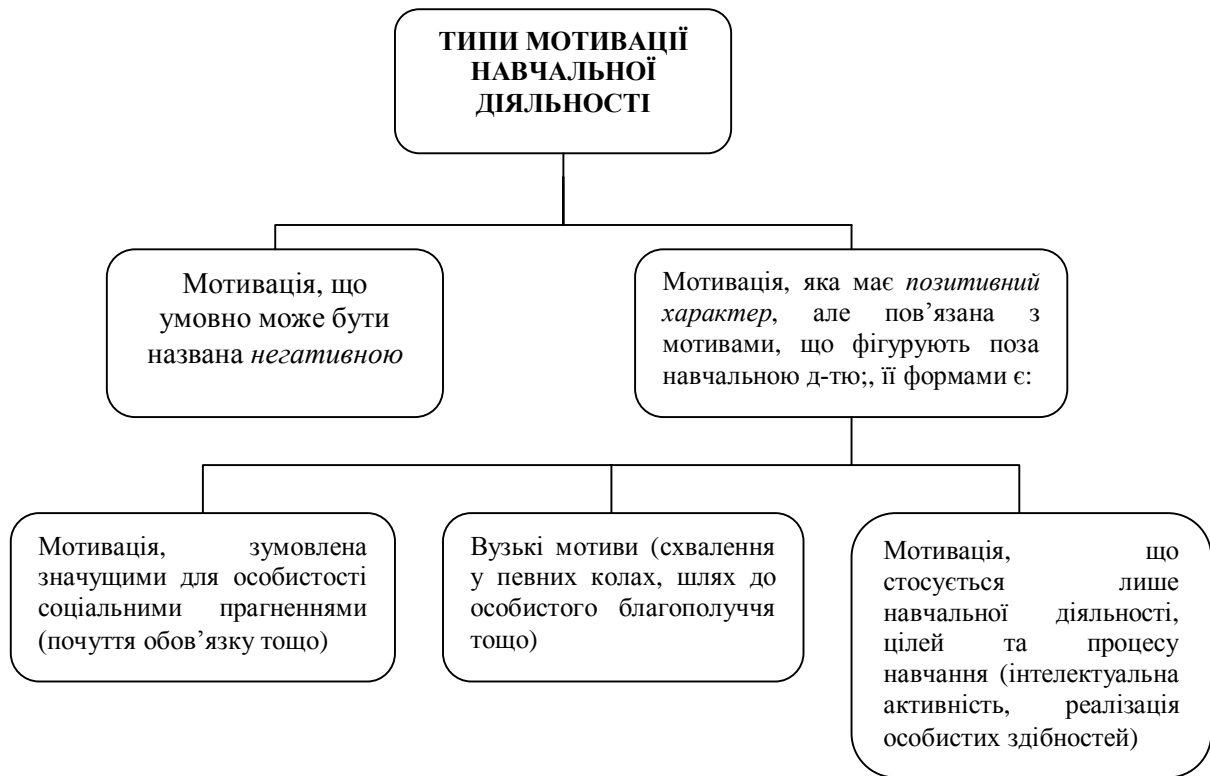 ТИПИ МОТИВАЦІЇ
НАВЧАЛЬНОЇ
ДІЯЛЬНОСТІ
Мотивація, що
умовно може бути
названа негативною
Мотивація, яка має позитивний
характер, але пов’язана з
мотивами, що фігурують поза
навчальною д-тю;, її формами є:
Мотивація, зумовлена
значущими для особистості
соціальними прагненнями
(почуття обов’язку тощо)
Вузькі мотиви (схвалення
у певних колах, шлях до
особистого благополуччя
тощо)
Мотивація, що
стосується лише
навчальної діяльності,
цілей та процесу
навчання (інтелектуальна
активність, реалізація
особистих здібностей)